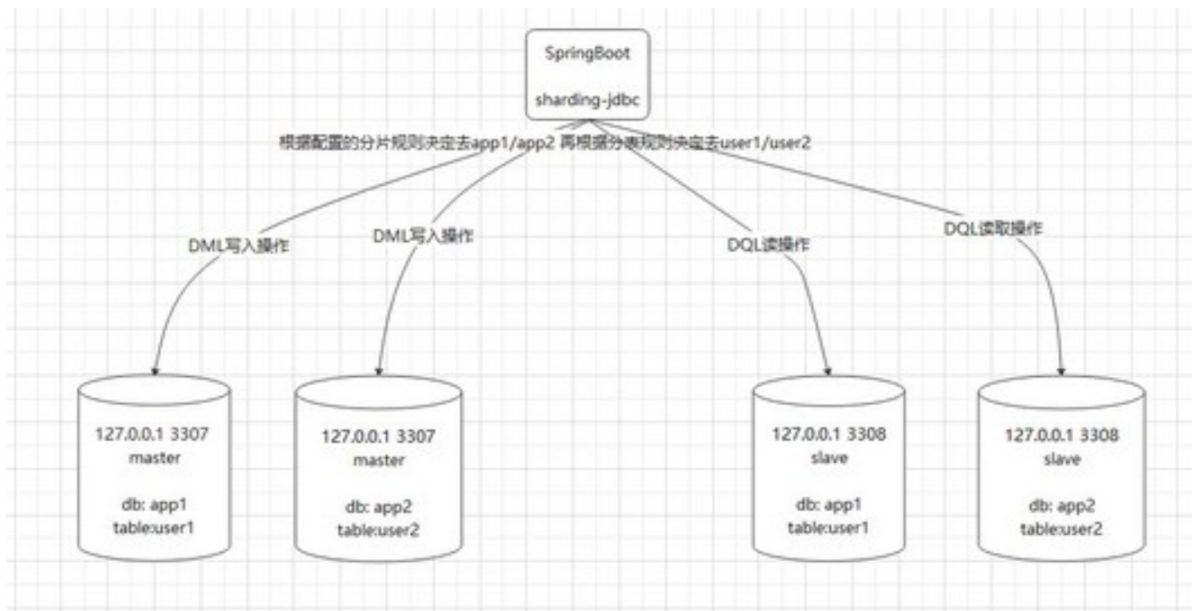 SpringBoot
sharding-jdbc
根据配置的分片规则决定去app1/app2 再根据分表规则决定去user1/user2
DML写入操作
DML写入操作
DQL读操作
DQL读取操作
127.0.0.1 3307
master
db: app1
table:user1
127.0.0.1 3307
master
db: app2
table:user2
127.0.0.1 3308
slave
db: app1
table:user1
127.0.0.1 3308
slave
db: app2
table:user2